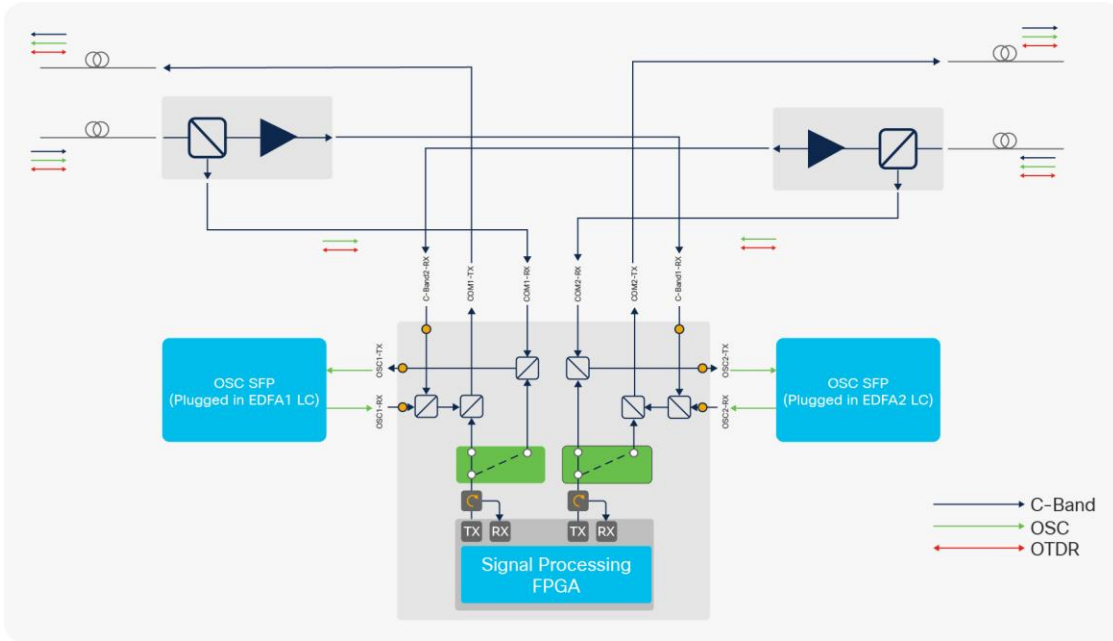 C-Band2-RX
COM1-TX
COM1-RX
COM2-RX
COM2-TX
C-Band1-RX
OSC SFP
(Plugged in EDFA1 LC)
OSC1-TX
OSC1-RX
OSC2-TX
OSC2-RX
OSC SFP
(Plugged in EDFA2 LC)
TX
RX
TX
RX
Signal Processing
FPGA
C-Band
OSC
OTDR